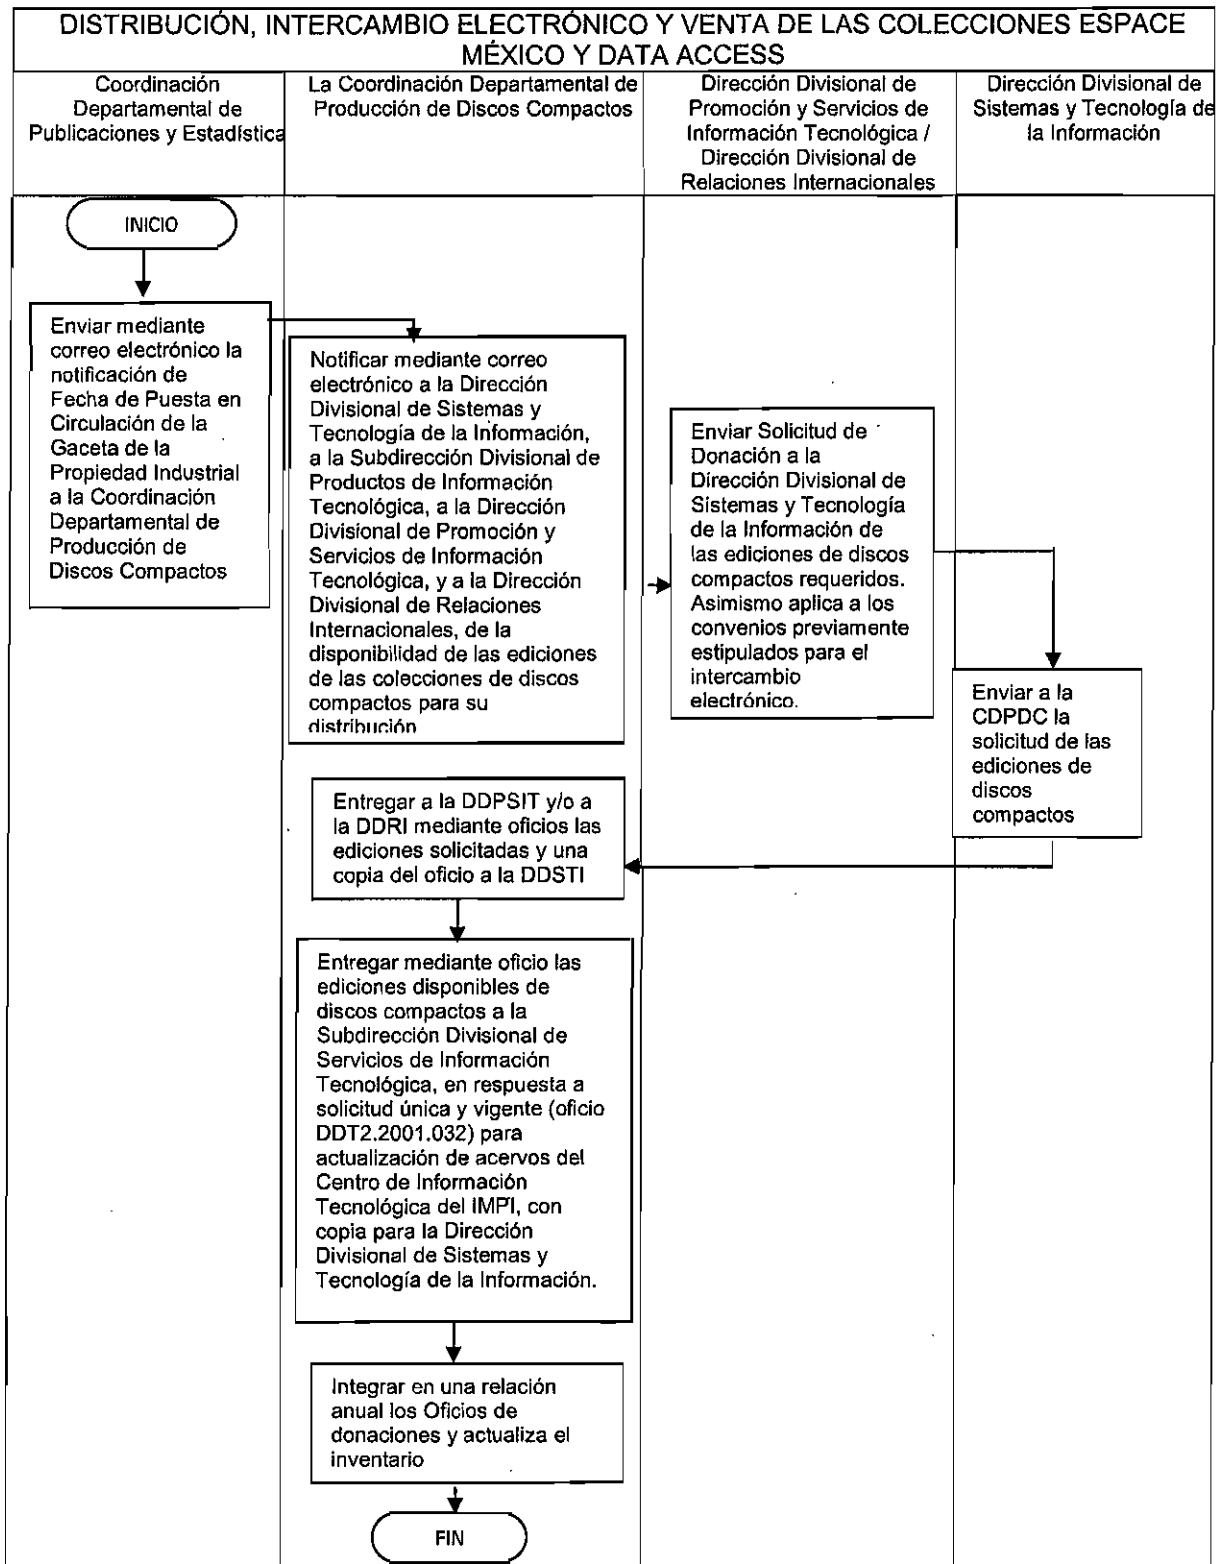 DISTRIBUCIÓN, INTERCAMBIO ELECTRÓNICO Y VENTA DE LAS COLECCIONES ESPACE
MÉXICO Y DATA ACCESS
Coordinación
Departamental de
Publicaciones y Estadística
La Coordinación Departamental de
Producción de Discos Compactos
Dirección Divisional de
Promoción y Servicios de
Información Tecnológica /
Dirección Divisional de
Relaciones Internacionales
Dirección Divisional de
Sistemas y Tecnología de
la Información
INICIO
Enviar mediante
correo electrónico la
notificación de
Fecha de Puesta en
Circulación de la
Gaceta de la
Propiedad Industrial
a la Coordinación
Departamental de
Producción de
Discos Compactos
Notificar mediante correo
electrónico a la Dirección
Divisional de Sistemas y
Tecnología de la Información,
a la Subdirección Divisional de
Productos de Información
Tecnológica, a la Dirección
Divisional de Promoción y
Servicios de Información
Tecnológica, y a la Dirección
Divisional de Relaciones
Internacionales, de la
disponibilidad de las ediciones
de las colecciones de discos
compactos para su
distribución
Enviar Solicitud de
Donación a la
Dirección Divisional de
Sistemas y Tecnología
de la Información de
las ediciones de discos
compactos requeridos.
Asimismo aplica a los
convenios previamente
estipulados para el
intercambio
electrónico.
Enviar a la
CDPDC la
solicitud de las
ediciones de
discos
compactos
Entregar a la DDPSIT y/o a
la DDRI mediante oficios las
ediciones solicitadas y una
copia del oficio a la DDSTI
Entregar mediante oficio las
ediciones disponibles de
discos compactos a la
Subdirección Divisional de
Servicios de Información
Tecnológica, en respuesta a
solicitud única y vigente (oficio
DDT2.2001.032) para
actualización de acervos del
Centro de Información
Tecnológica del IMPI, con
copia para la Dirección
Divisional de Sistemas y
Tecnología de la Información.
Integrar en una relación
anual los Oficios de
donaciones y actualiza el
inventario
FIN